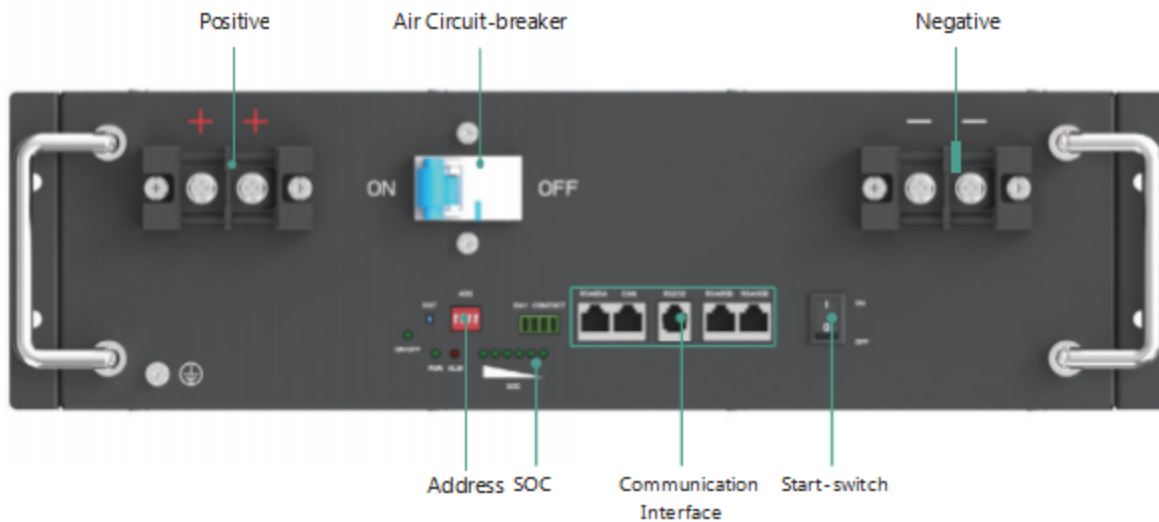 Positive
Air Circuit-breaker
Negative
+ +
— —
ON
OFF
ADS
RST
DRY CONTACT
RS485A CAN RS232 RS485B RS485B
I
O
ON
OFF
ON/OFF
RUN ALM
SOC
Address
SOC
Communication
Interface
Start-switch